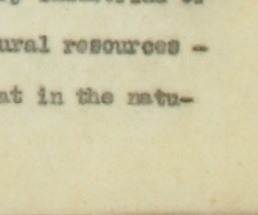 ural resources -
at in the natu-